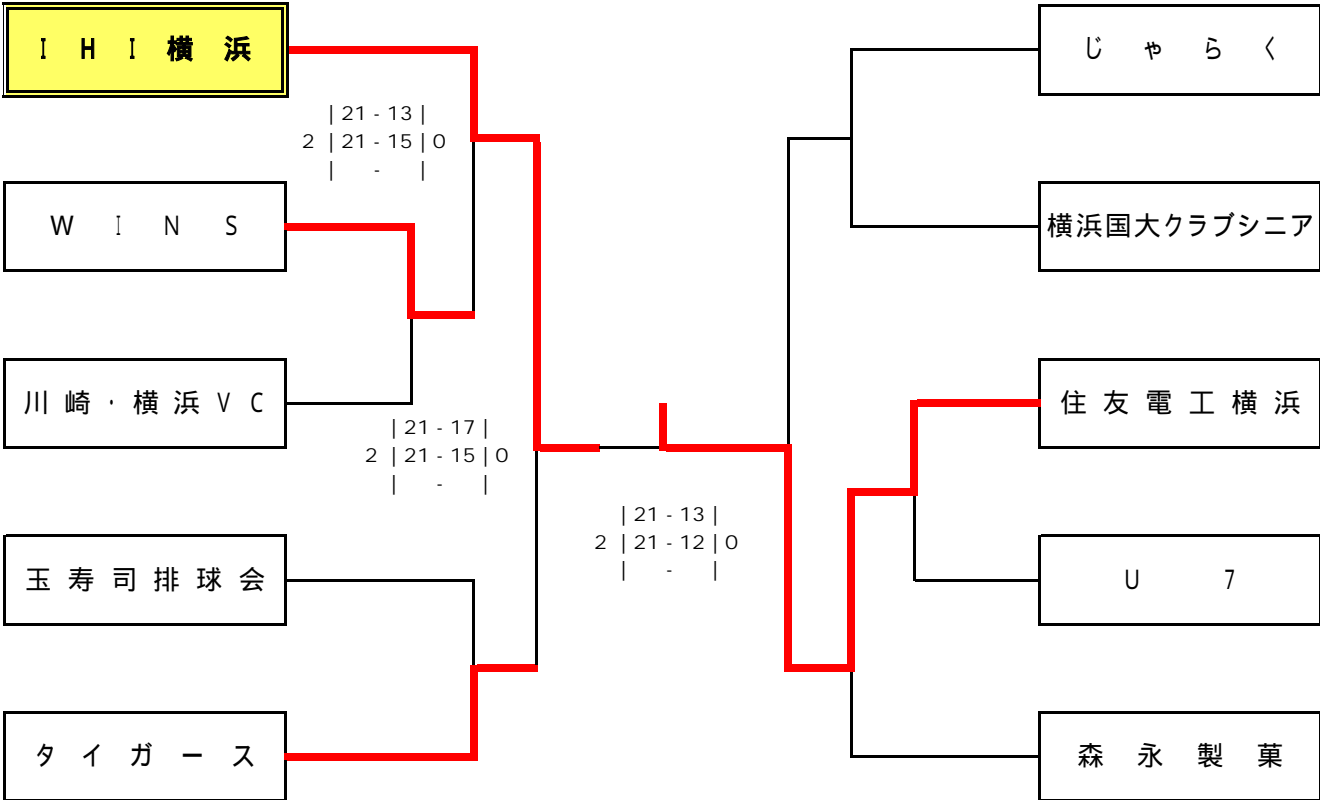 IHI横浜
|21-13|
2|21-15|0
| - |
WINS
川崎・横浜VC
|21-17|
2|21-15|0
| - |
玉寿司排球会
タイガース
|21-13|
2|21-12|0
| - |
じゃらく
横浜国大クラブシニア
住友電工横浜
U 7
森永製菓